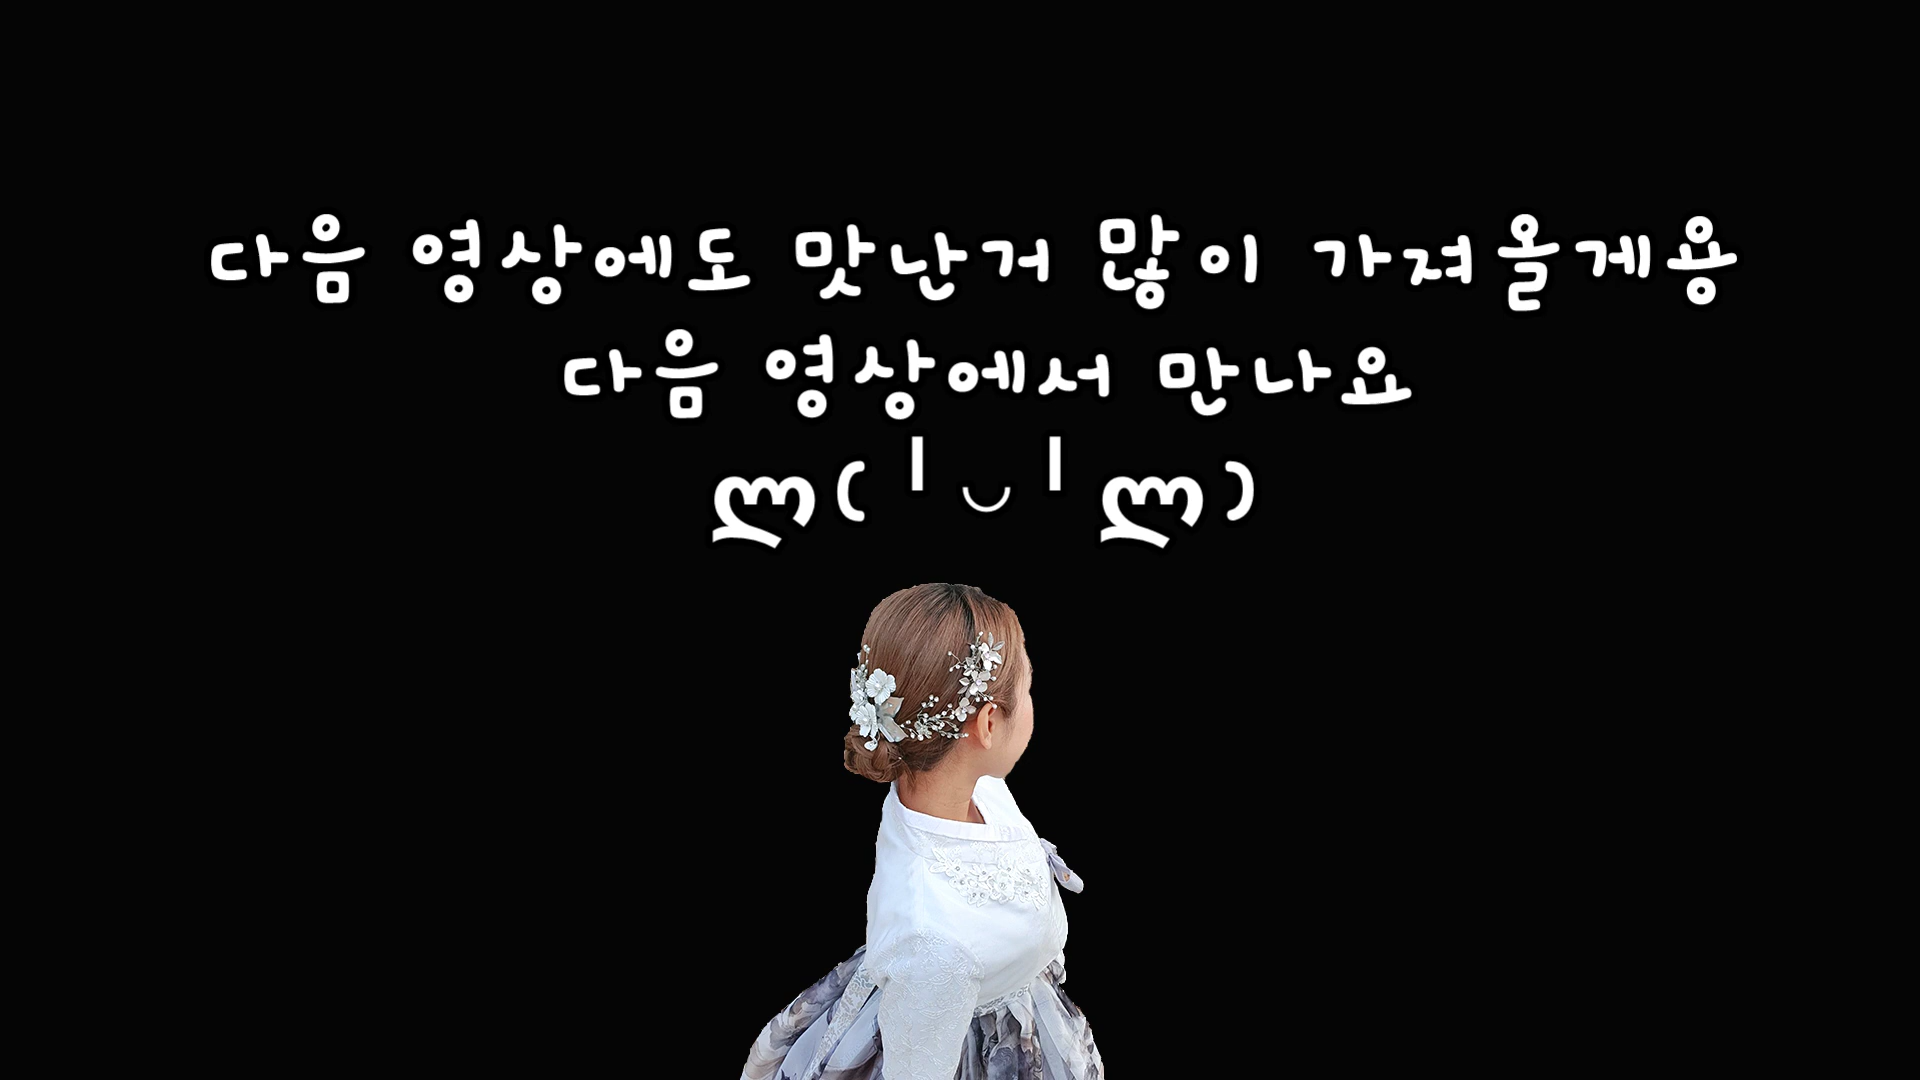 다음 영상에도 맛난거 많이 가져올게용
다음 영상에서 만나요
ლ( ╹◡╹ლ)